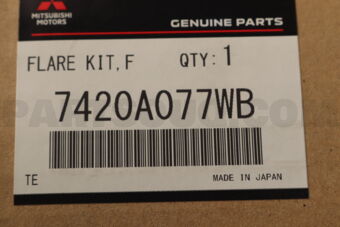 MITSUBISHI
MOTORS
GENUINE PARTS
FLARE KIT,F QTY:1
7420A077WB
TE MADE IN JAPAN